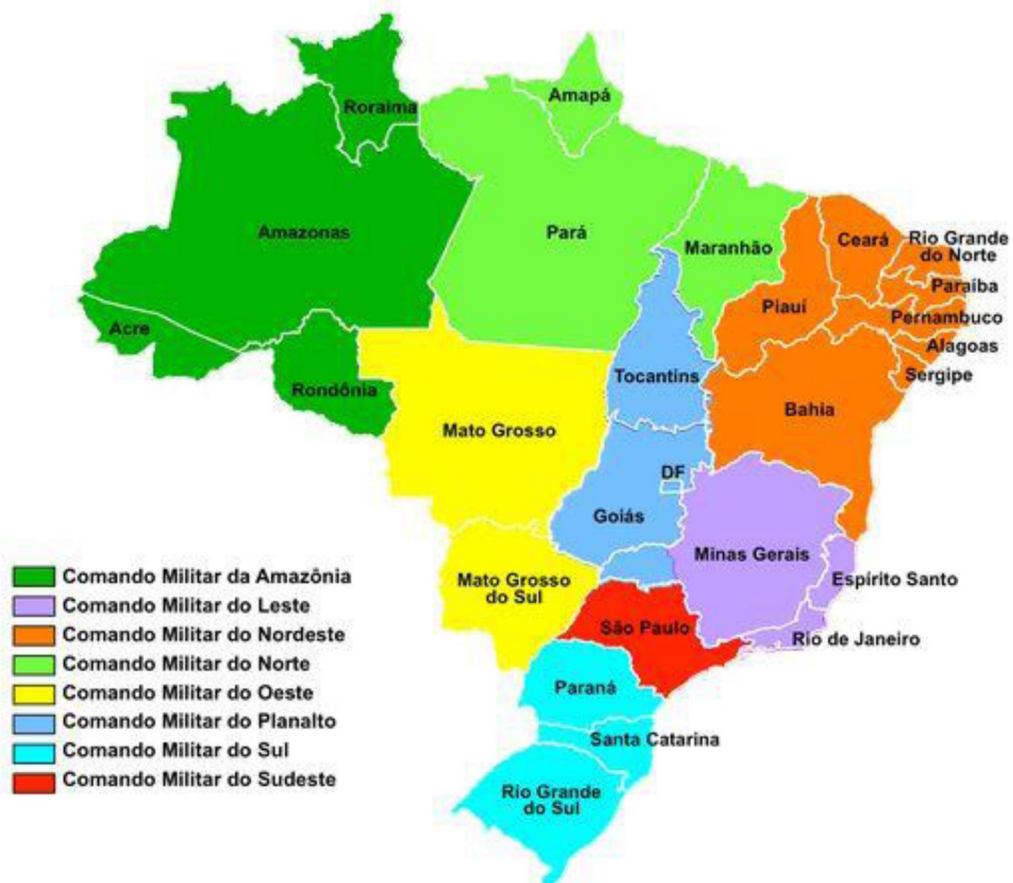 Roraima
Amapá
Amazonas
Pará
Maranhão
Ceará
Rio Grande
do Norte
Paraíba
Piauí
Pernambuco
Acre
Alagoas
Rondônia
Tocantins
Sergipe
Mato Grosso
Bahia
DF
Goiás
Minas Gerais
Mato Grosso
do Sul
Espírito Santo
São Paulo
Rio de Janeiro
Paraná
Santa Catarina
Rio Grande
do Sul
Comando Militar da Amazônia
Comando Militar do Leste
Comando Militar do Nordeste
Comando Militar do Norte
Comando Militar do Oeste
Comando Militar do Planalto
Comando Militar do Sul
Comando Militar do Sudeste